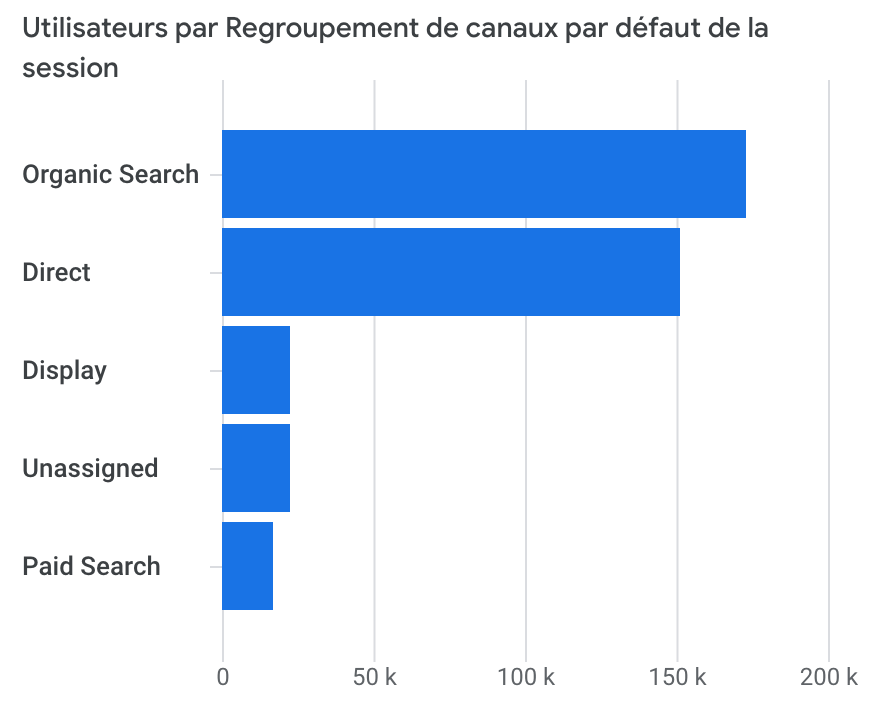 Utilisateurs par Regroupement de canaux par défaut de la
session
Organic Search
Direct
Display
Unassigned
Paid Search
0 50 k 100 k 150 k 200 k